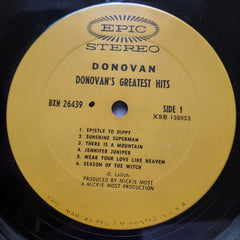 EPIC
STEREO
DONOVAN
DONOVAN'S GREATEST HITS
BXN 26439
SIDE 1
XSB 138953
1. EPISTLE TO DIPPY
2. SUNSHINE SUPERMAN
3. THERE IS A MOUNTAIN
4. JENNIFER JUNIPER
5. WEAR YOUR LOVE LIKE HEAVEN
6. SEASON OF THE WITCH
-D. Leitch-
PRODUCED BY MICKIE MOST
A MICKIE MOST PRODUCTION